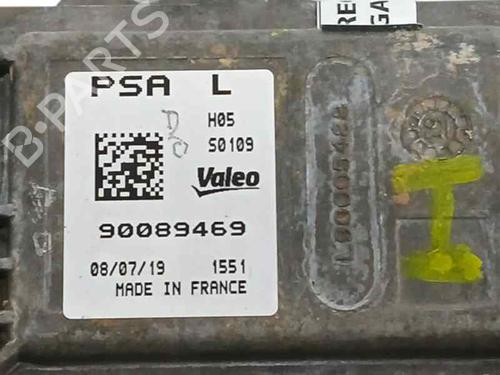 PSA L
H05
S0109
Valeo
90089469
08/07/19 1551
MADE IN FRANCE
B-PARTS